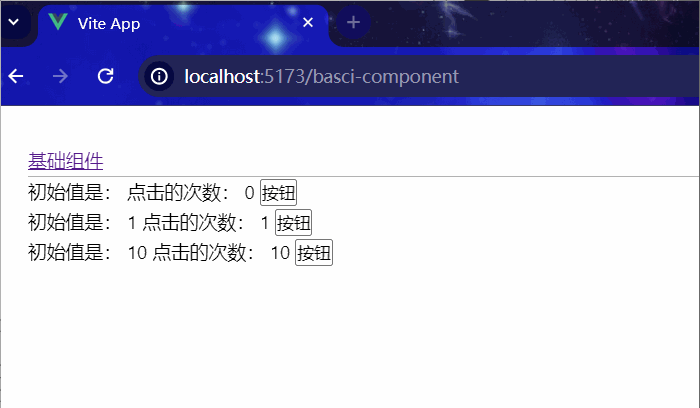 Vite App
localhost:5173/basci-component
基础组件
初始值是： 点击的次数： 0 按钮
初始值是： 1 点击的次数： 1 按钮
初始值是： 10 点击的次数： 10 按钮